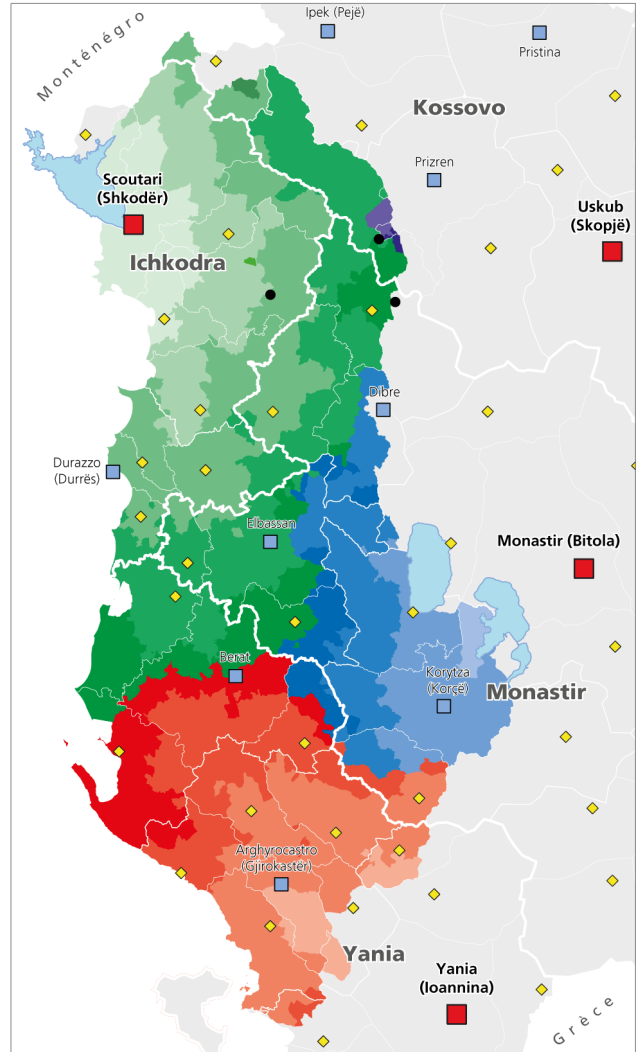 Monténégro
Ipek (Pejë)
Pristina
Kossovo
Prizren
Scoutari
(Shkodër)
Uskub
(Skopjë)
Ichkodra
Dibre
Durazzo
(Durrës)
Elbassan
Monastir (Bitola)
Berat
Korytza
(Korçë)
Monastir
Arghyrocastro
(Gjirokastër)
Yania
Yania
(Ioannina)
Grèce